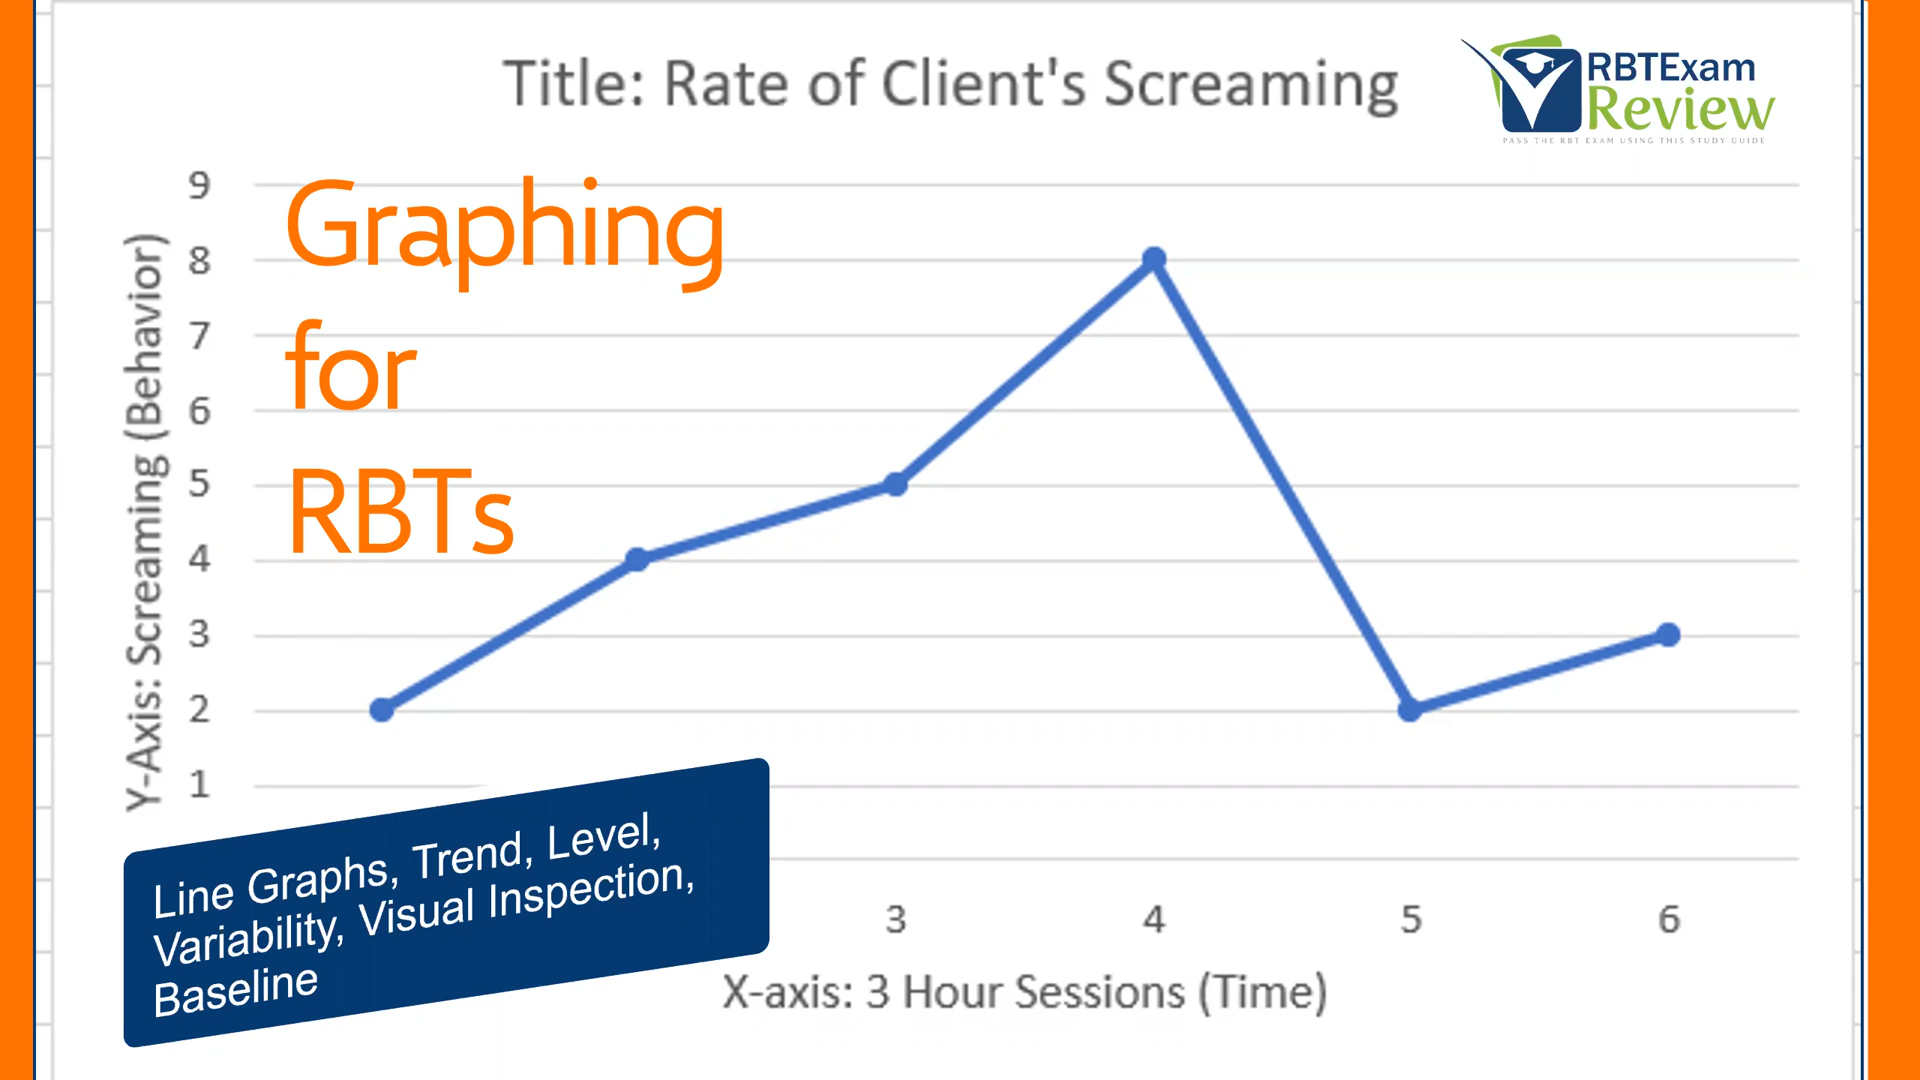 Title: Rate of Client's Screaming
RBTExam
Review
PASS THE RBT EXAM USING THIS STUDY GUIDE
Graphing
for
RBTs
Y-Axis: Screaming (Behavior)
9
8
7
6
5
4
3
2
1
Line Graphs, Trend, Level,
Variability, Visual Inspection,
Baseline
3 4 5 6
X-axis: 3 Hour Sessions (Time)